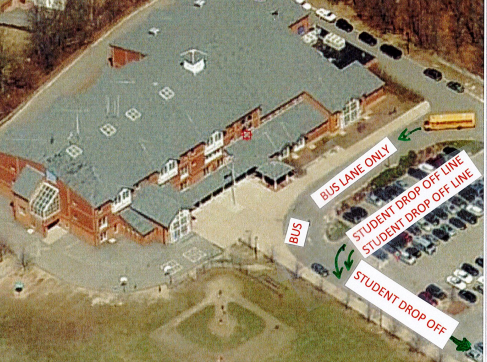 BUS LANE ONLY
STUDENT DROP OFF LINE
STUDENT DROP OFF LINE
BUS
STUDENT DROP OFF